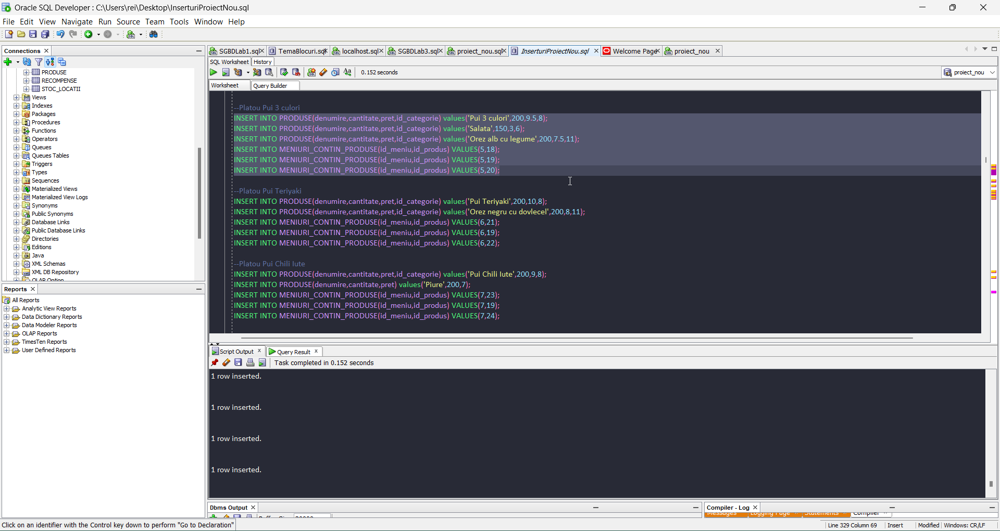 Oracle SQL Developer : C:\Users\rei\Desktop\InserturiProiectNou.sql
File Edit View Navigate Run Source Team Tools Window Help
Connections
PRODUSE
RECOMPENSE
STOC_LOCATII
Views
Indexes
Packages
Procedures
Functions
Operators
Queues
Queues Tables
Triggers
Types
Sequences
Materialized Views
Materialized View Logs
Synonyms
Public Synonyms
Database Links
Public Database Links
Directories
Editions
Java
XML Schemas
XML DB Repository
OLAP Option
Reports
All Reports
Analytic View Reports
Data Dictionary Reports
Data Modeler Reports
OLAP Reports
TimesTen Reports
User Defined Reports
SGBDLab1.sql TemaBlocuri.sql localhost.sql SGBDLab3.sql proiect_nou.sql InserturiProiectNou.sql Welcome Page proiect_nou
SQL Worksheet History
0.152 seconds
proiect_nou
Worksheet Query Builder
--Platou Pui 3 culori
INSERT INTO PRODUSE(denumire,cantitate,pret,id_categorie) values('Pui 3 culori',200,9.5,8);
INSERT INTO PRODUSE(denumire,cantitate,pret,id_categorie) values('Salata',150,3,6);
INSERT INTO PRODUSE(denumire,cantitate,pret,id_categorie) values('Orez alb cu legume',200,7.5,11);
INSERT INTO MENIURI_CONTIN_PRODUSE(id_meniu,id_produs) VALUES(5,18);
INSERT INTO MENIURI_CONTIN_PRODUSE(id_meniu,id_produs) VALUES(5,19);
INSERT INTO MENIURI_CONTIN_PRODUSE(id_meniu,id_produs) VALUES(5,20);
--Platou Pui Teriyaki
INSERT INTO PRODUSE(denumire,cantitate,pret,id_categorie) values('Pui Teriyaki',200,10,8);
INSERT INTO PRODUSE(denumire,cantitate,pret,id_categorie) values('Orez negru cu dovlecel',200,8,11);
INSERT INTO MENIURI_CONTIN_PRODUSE(id_meniu,id_produs) VALUES(6,21);
INSERT INTO MENIURI_CONTIN_PRODUSE(id_meniu,id_produs) VALUES(6,19);
INSERT INTO MENIURI_CONTIN_PRODUSE(id_meniu,id_produs) VALUES(6,22);
--Platou Pui Chili Iute
INSERT INTO PRODUSE(denumire,cantitate,pret,id_categorie) values('Pui Chili Iute',200,9,8);
INSERT INTO PRODUSE(denumire,cantitate,pret) values('Piure',200,7);
INSERT INTO MENIURI_CONTIN_PRODUSE(id_meniu,id_produs) VALUES(7,23);
INSERT INTO MENIURI_CONTIN_PRODUSE(id_meniu,id_produs) VALUES(7,19);
INSERT INTO MENIURI_CONTIN_PRODUSE(id_meniu,id_produs) VALUES(7,24);
Script Output Query Result
Task completed in 0.152 seconds
1 row inserted.
1 row inserted.
1 row inserted.
1 row inserted.
Dbms Output
Compiler - Log
Messages Logging Page Statements Compiler
Click on an identifier with the Control key down to perform "Go to Declaration"
Line 329 Column 69 Insert Modified Windows: CR/LF